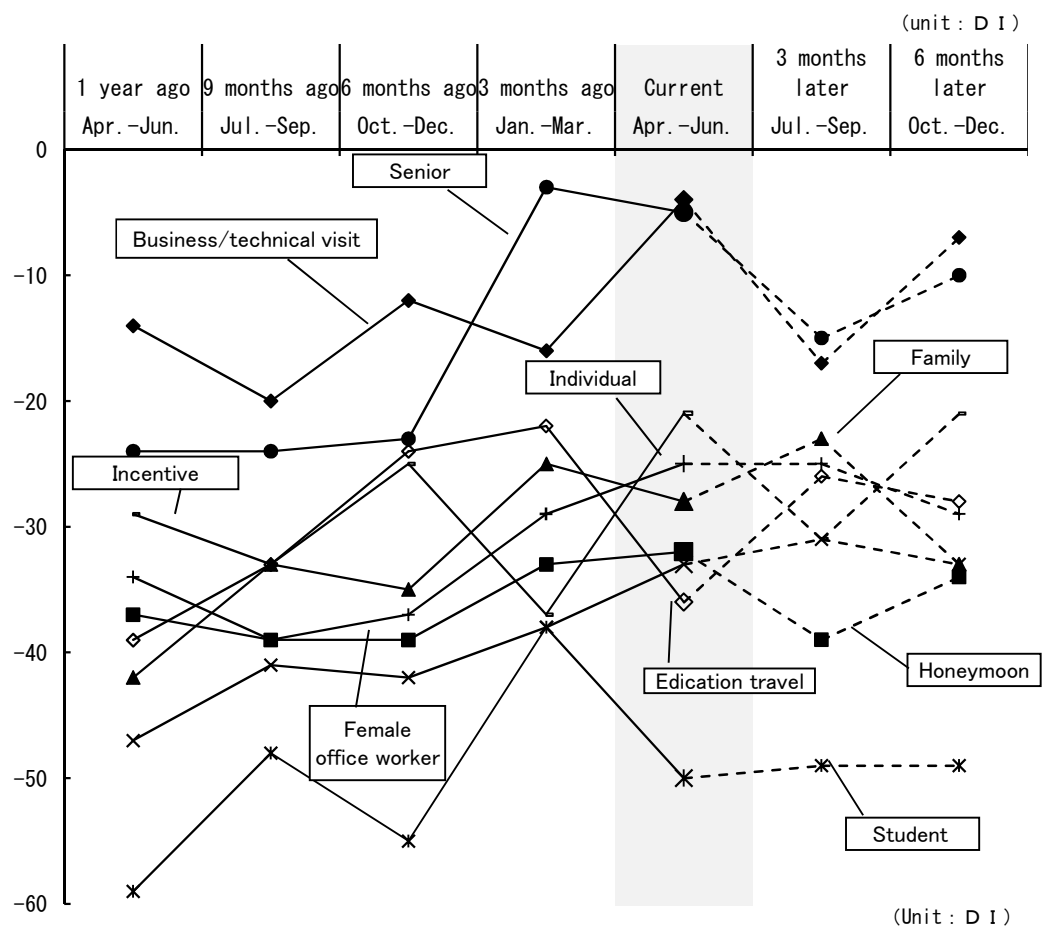 (unit：ＤＩ)
1 year ago
9 months ago
6 months ago
3 months ago
Current
3 months
later
6 months
later
Apr.-Jun.
Jul.-Sep.
Oct.-Dec.
Jan.-Mar.
Apr.-Jun.
Jul.-Sep.
Oct.-Dec.
0
Senior
Business/technical visit
-10
Family
Individual
-20
Incentive
-30
-40
Edication travel
Honeymoon
Female
office worker
-50
Student
-60
(Unit：ＤＩ)